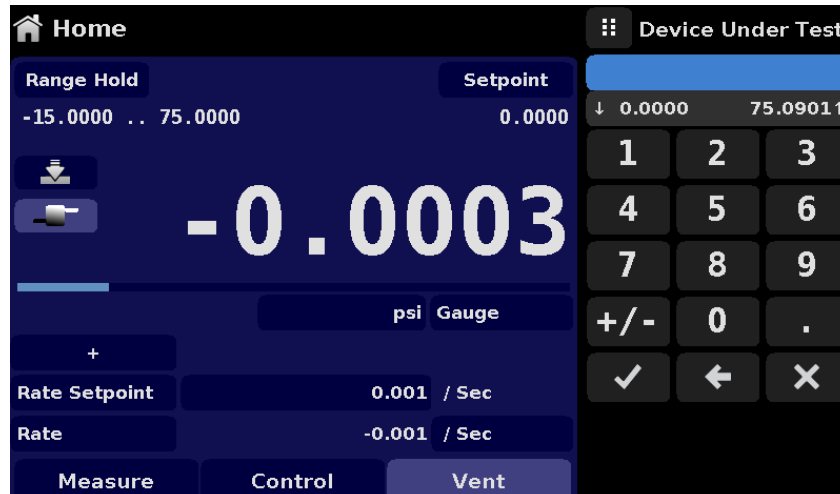 Home
Device Under Test
Range Hold
Setpoint
-15.0000 .. 75.0000
0.0000
↓ 0.0000 75.09011
-0.0003
psi Gauge
+
Rate Setpoint 0.001 / Sec
Rate -0.001 / Sec
Measure Control Vent
1 2 3
4 5 6
7 8 9
+/- 0 .